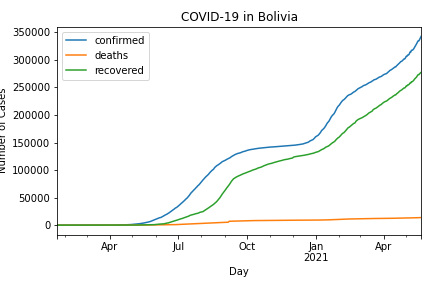 COVID-19 in Bolivia
350000
300000
250000
200000
150000
100000
50000
0
Number of Cases
confirmed
deaths
recovered
Apr
Jul
Oct
Jan
2021
Apr
Day